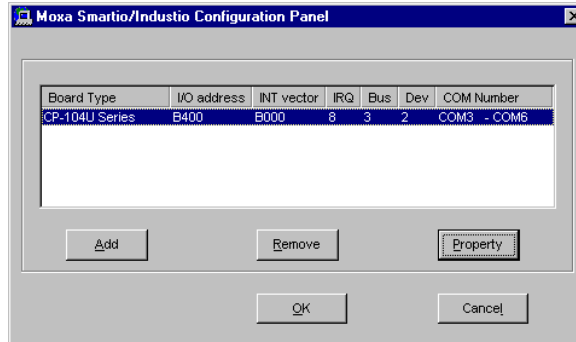 Moxa Smartio/Industio Configuration Panel
Board Type I/O address INT vector IRQ Bus Dev COM Number
CP-104U Series B400 B000 8 3 2 COM3 - COM6
Add Remove Property
OK Cancel